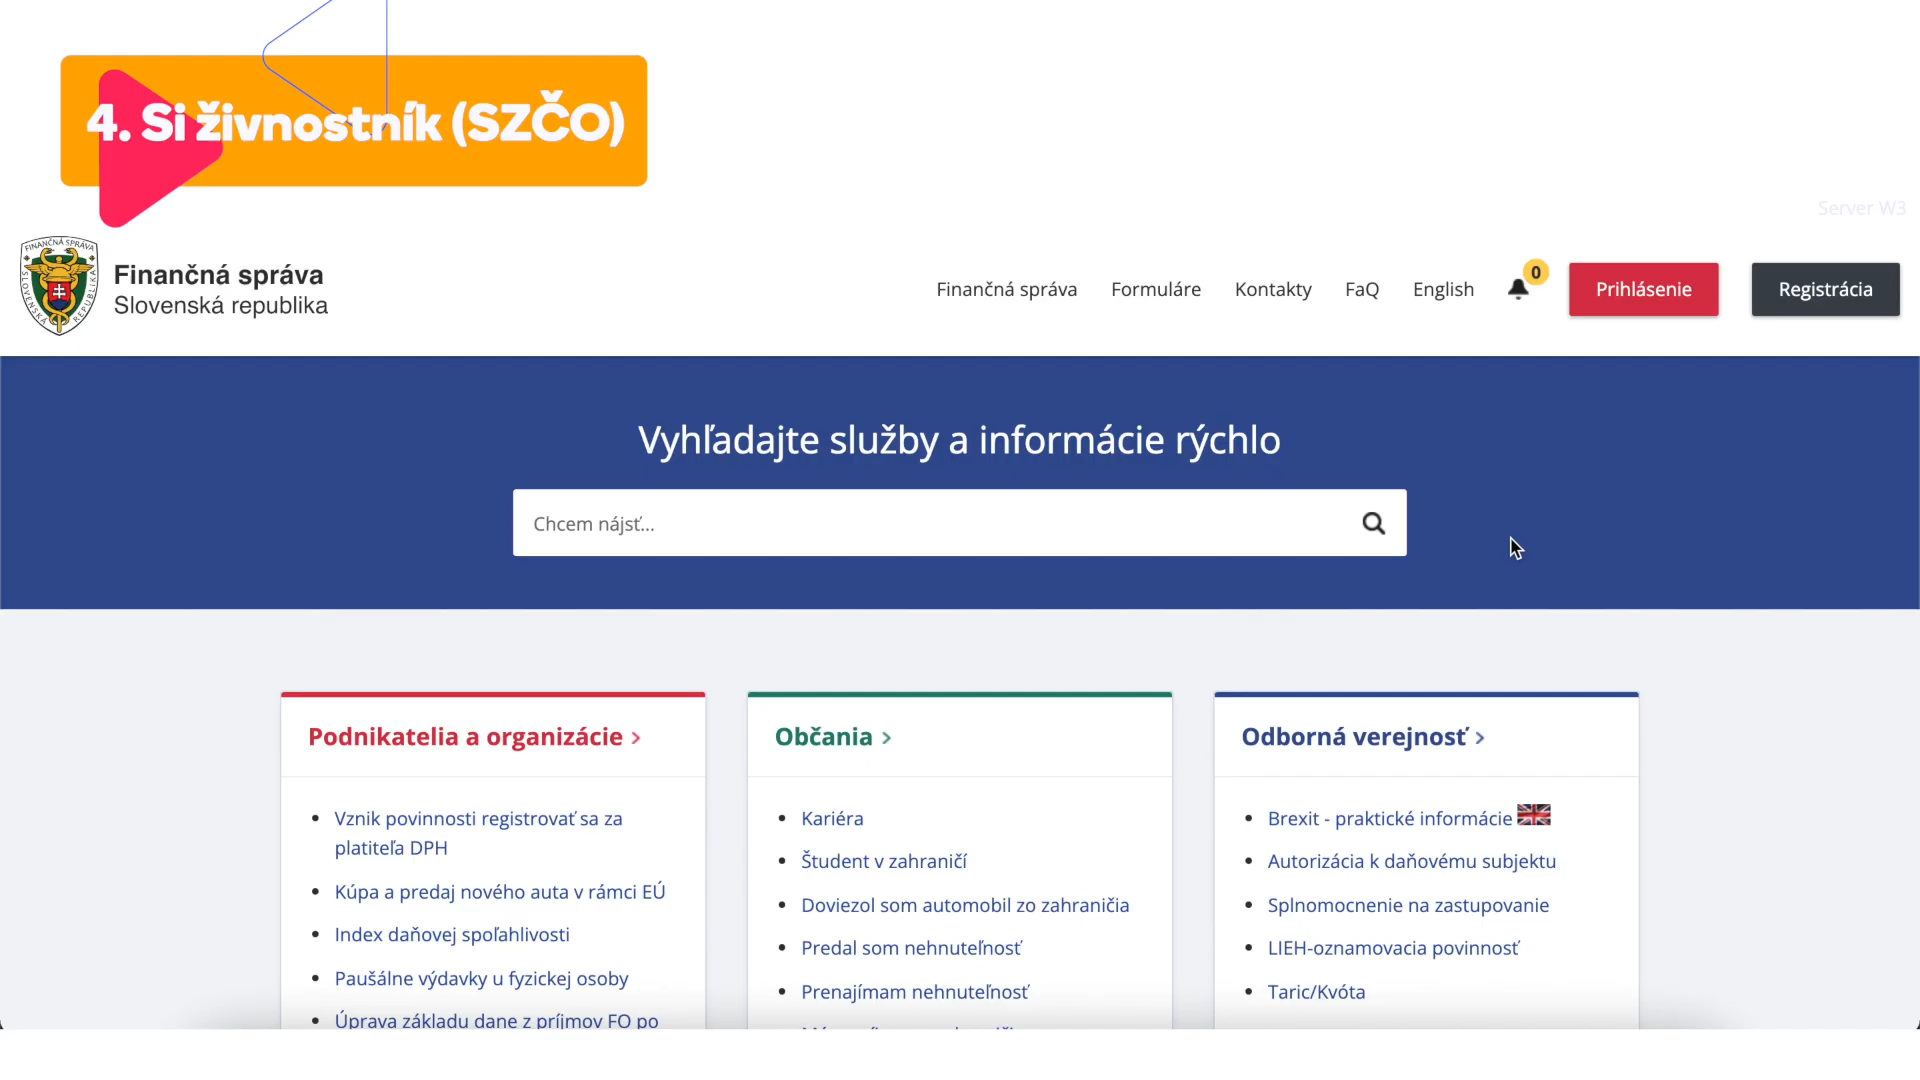 4. Si živnostník (SZČO)
Server W3
FINANČNÁ SPRÁVA
SLOVENSKÁ REPUBLIKA
Finančná správa
Slovenská republika
Finančná správa
Formuláre
Kontakty
FaQ
English
0
Prihlásenie
Registrácia
Vyhľadajte služby a informácie rýchlo
Chcem nájsť...
Podnikatelia a organizácie
Vznik povinnosti registrovať sa za
platiteľa DPH
Kúpa a predaj nového auta v rámci EÚ
Index daňovej spoľahlivosti
Paušálne výdavky u fyzickej osoby
Úprava základu dane z príjmov FO po
Občania
Kariéra
Študent v zahraničí
Doviezol som automobil zo zahraničia
Predal som nehnuteľnosť
Prenajímam nehnuteľnosť
Odborná verejnosť
Brexit - praktické informácie
Autorizácia k daňovému subjektu
Splnomocnenie na zastupovanie
LIEH-oznamovacia povinnosť
Taric/Kvóta